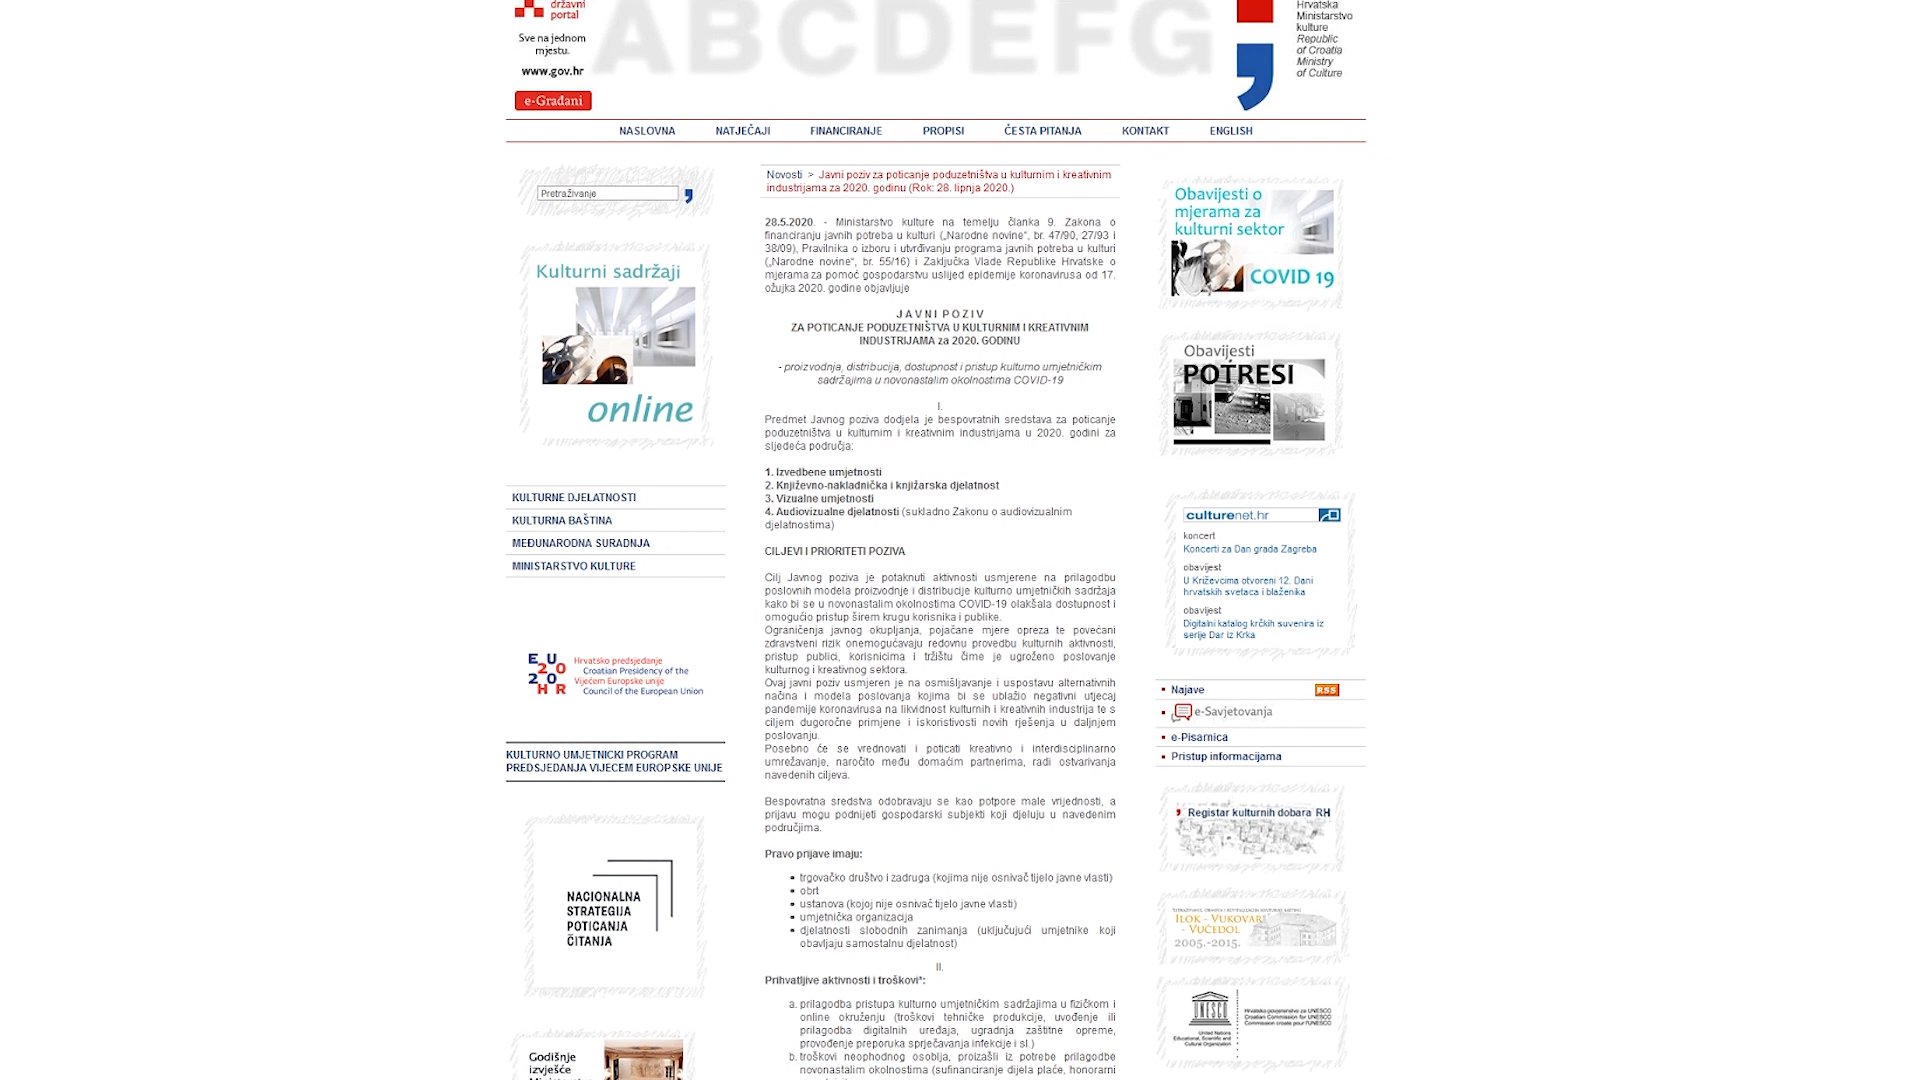 državni
portal
Sve na jednom
mjestu.
www.gov.hr
e-Građani
ABCDEFG
Hrvatska
Ministarstvo
kulture
Republic
of Croatia
Ministry
of Culture
NASLOVNA NATJEČAJI FINANCIRANJE PROPISI ČESTA PITANJA KONTAKT ENGLISH
Pretraživanje
Kulturni sadržaji
online
KULTURNE DJELATNOSTI
KULTURNA BAŠTINA
MEĐUNARODNA SURADNJA
MINISTARSTVO KULTURE
EU
20
20
HR
Hrvatsko predsjedanje
Croatian Presidency of the
Vijećem Europske unije
Council of the European Union
KULTURNO UMJETNICKI PROGRAM
PREDSJEDANJA VIJECEM EUROPSKE UNIJE
NACIONALNA
STRATEGIJA
POTICANJA
ČITANJA
Godišnje
izvješće
Novosti > Javni poziv za poticanje poduzetništva u kulturnim i kreativnim
industrijama za 2020. godinu (Rok: 28. lipnja 2020.)
28.5.2020. - Ministarstvo kulture na temelju članka 9. Zakona o
financiranju javnih potreba u kulturi („Narodne novine“, br. 47/90, 27/93 i
38/09), Pravilnika o izboru i utvrđivanju programa javnih potreba u kulturi
(„Narodne novine“, br. 55/16) i Zaključka Vlade Republike Hrvatske o
mjerama za pomoć gospodarstvu uslijed epidemije koronavirusa od 17.
ožujka 2020. godine objavljuje
J A V N I P O Z I V
ZA POTICANJE PODUZETNIŠTVA U KULTURNIM I KREATIVNIM
INDUSTRIJAMA za 2020. GODINU
- proizvodnja, distribucija, dostupnost i pristup kulturno umjetničkim
sadržajima u novonastalim okolnostima COVID-19
I.
Predmet Javnog poziva dodjela je bespovratnih sredstava za poticanje
poduzetništva u kulturnim i kreativnim industrijama u 2020. godini za
sljedeća područja:
1. Izvedbene umjetnosti
2. Književno-nakladnička i knjižarska djelatnost
3. Vizualne umjetnosti
4. Audiovizualne djelatnosti (sukladno Zakonu o audiovizualnim
djelatnostima)
CILJEVI I PRIORITETI POZIVA
Cilj Javnog poziva je potaknuti aktivnosti usmjerene na prilagodbu
poslovnih modela proizvodnje i distribucije kulturno umjetničkih sadržaja
kako bi se u novonastalim okolnostima COVID-19 olakšala dostupnost i
omogućio pristup širem krugu korisnika i publike.
Ograničenja javnog okupljanja, pojačane mjere opreza te povećani
zdravstveni rizik onemogućavaju redovnu provedbu kulturnih aktivnosti,
pristup publici, korisnicima i tržištu čime je ugroženo poslovanje
kulturnog i kreativnog sektora.
Ovaj javni poziv usmjeren je na osmišljavanje i uspostavu alternativnih
načina i modela poslovanja kojima bi se ublažio negativni utjecaj
pandemije koronavirusa na likvidnost kulturnih i kreativnih industrija te s
ciljem dugoročne primjene i iskoristivosti novih rješenja u daljnjem
poslovanju.
Posebno će se vrednovati i poticati kreativno i interdisciplinarno
umrežavanje, naročito među domaćim partnerima, radi ostvarivanja
navedenih ciljeva.
Bespovratna sredstva odobravaju se kao potpore male vrijednosti, a
prijavu mogu podnijeti gospodarski subjekti koji djeluju u navedenim
područjima.
Pravo prijave imaju:
trgovačko društvo i zadruga (kojima nije osnivač tijelo javne vlasti)
obrt
ustanova (kojoj nije osnivač tijelo javne vlasti)
umjetnička organizacija
djelatnosti slobodnih zanimanja (uključujući umjetnike koji
obavljaju samostalnu djelatnost)
II.
Prihvatljive aktivnosti i troškovi*:
a. prilagodba pristupa kulturno umjetničkim sadržajima u fizičkom i
online okruženju (troškovi tehničke produkcije, uvođenje ili
prilagodba digitalnih uređaja, ugradnja zaštitne opreme,
provođenje preporuka sprječavanja infekcije i sl.)
b. troškovi neophodnog osoblja, proizašli iz potrebe prilagodbe
novonastalim okolnostima (sufinanciranje dijela plaće, honorarni
Obavijesti o
mjerama za
kulturni sektor
COVID 19
Obavijesti
POTRESI
culturenet.hr
koncert
Koncerti za Dan grada Zagreba
obavijest
U Križevcima otvoreni 12. Dani
hrvatskih svetaca i blaženika
obavijest
Digitalni katalog krčkih suvenira iz
serije Dar iz Krka
Najave RSS
e-Savjetovanja
e-Pisarnica
Pristup informacijama
Registar kulturnih dobara RH
ILOK - VUKOVAR
- VUČEDOL
2005.-2015.
UNESCO
United Nations
Educational, Scientific and
Cultural Organization
Hrvatsko povjerenstvo za UNESCO
Croatian Commission for UNESCO
Commission croate pour l'UNESCO